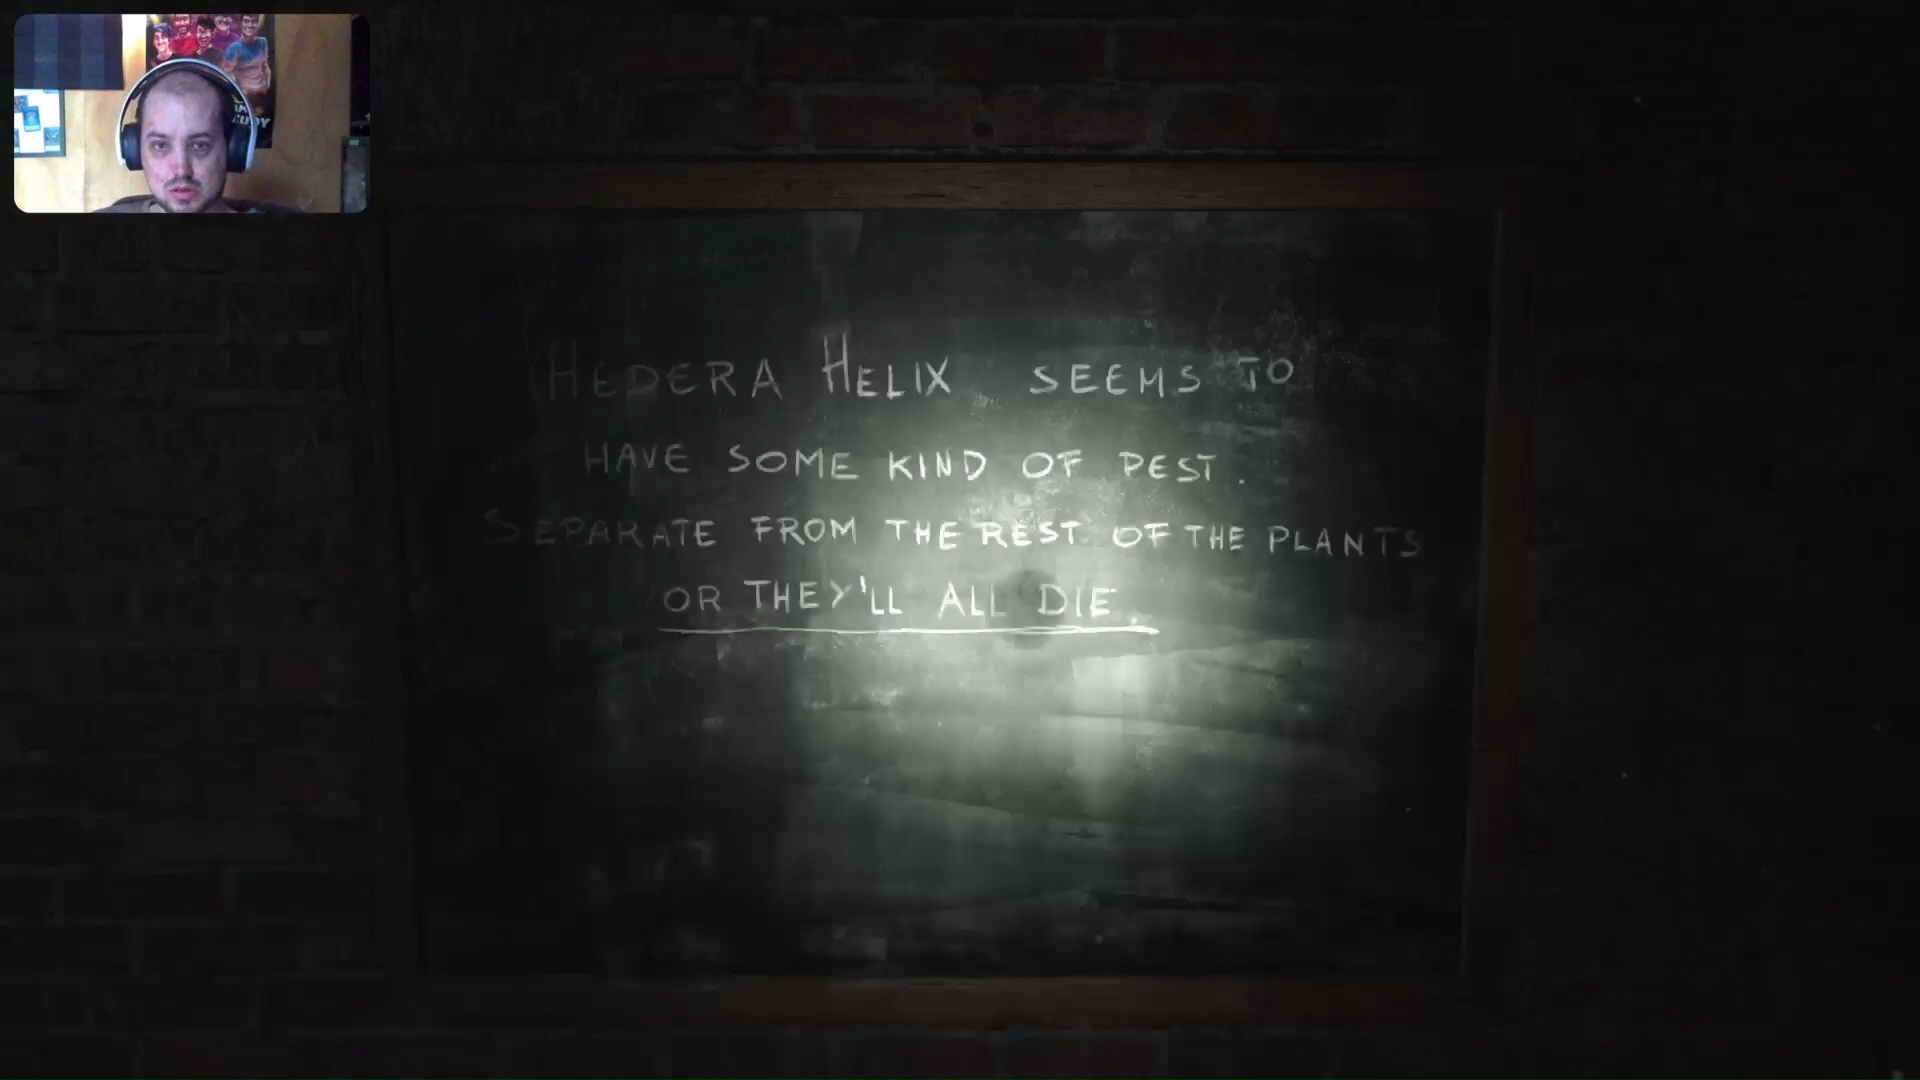 HEDERA HELIX SEEMS TO
HAVE SOME KIND OF PEST.
SEPARATE FROM THE REST OF THE PLANTS
OR THEY'LL ALL DIE.